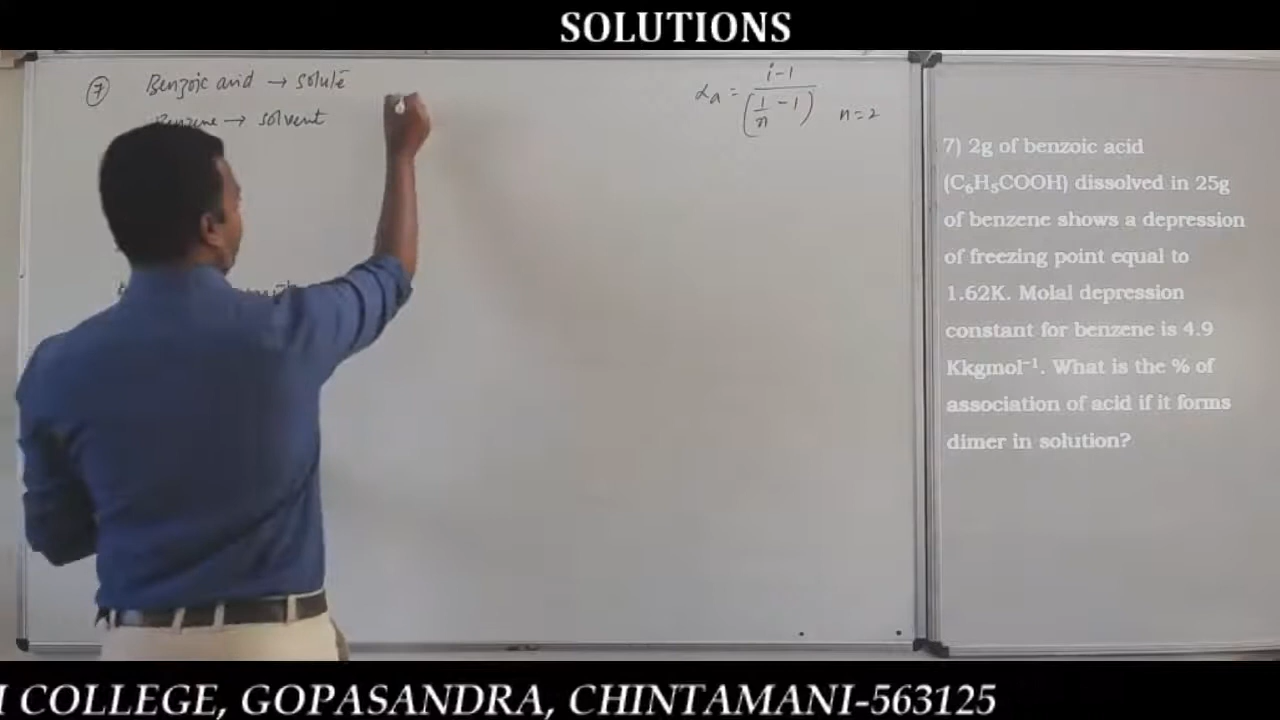 SOLUTIONS
7 Benzoic acid → solute
Benzene → solvent
αa = i-1 / (1/n - 1) n=2
7) 2g of benzoic acid
(C₆H₅COOH) dissolved in 25g
of benzene shows a depression
of freezing point equal to
1.62K. Molal depression
constant for benzene is 4.9
Kkgmol⁻¹. What is the % of
association of acid if it forms
dimer in solution?
COLLEGE, GOPASANDRA, CHINTAMANI-563125